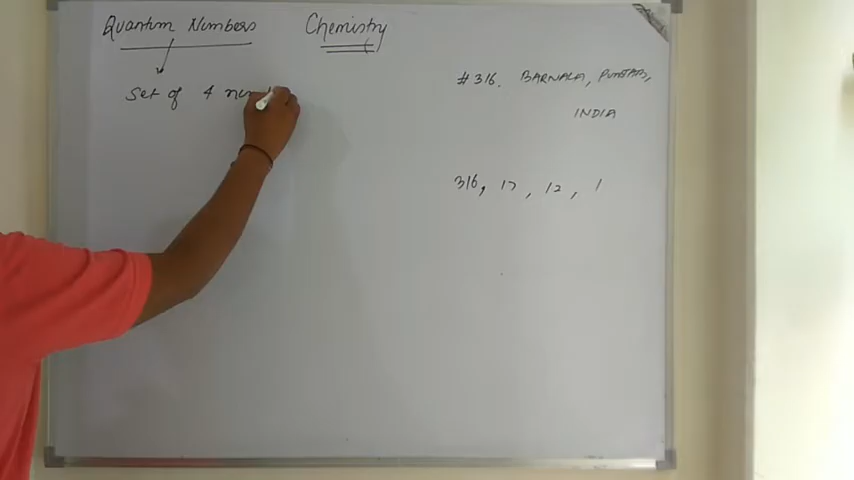 Quantum Numbers Chemistry
Set of 4 num
#316. BARNALA, PUNJAB,
INDIA
316, 17, 12, 1